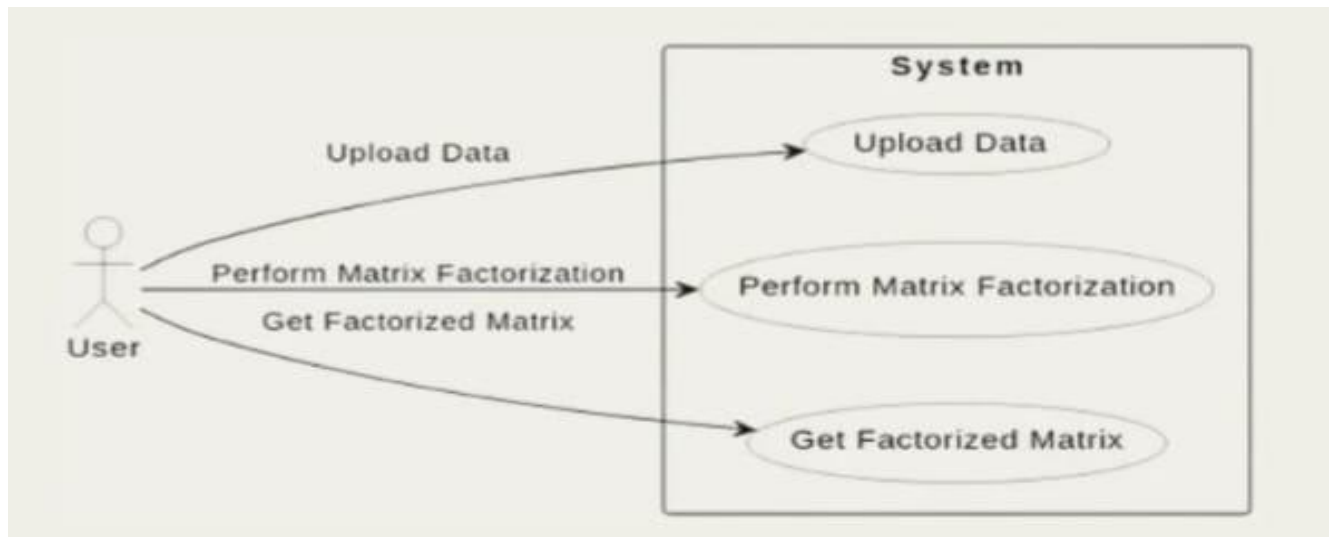 System
Upload Data
Upload Data
Perform Matrix Factorization
Perform Matrix Factorization
Get Factorized Matrix
User
Get Factorized Matrix